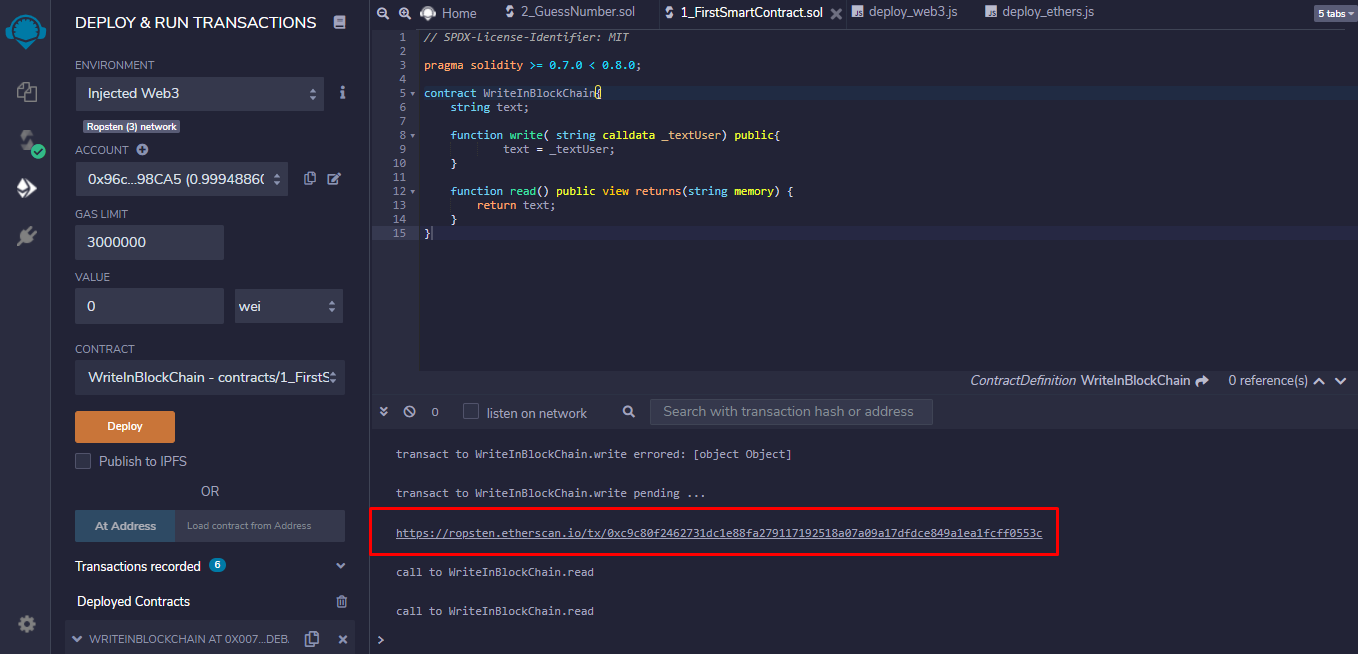 DEPLOY & RUN TRANSACTIONS
ENVIRONMENT
Injected Web3
Ropsten (3) network
ACCOUNT
0x96c...98CA5 (0.99948860
GAS LIMIT
3000000
VALUE
0
wei
CONTRACT
WriteInBlockChain - contracts/1_FirstS
Deploy
Publish to IPFS
OR
At Address
Load contract from Address
Transactions recorded 6
Deployed Contracts
WRITEINBLOCKCHAIN AT 0X007...DEB.
Home
2_GuessNumber.sol
1_FirstSmartContract.sol
JS deploy_web3.js
JS deploy_ethers.js
5 tabs
1 // SPDX-License-Identifier: MIT
2
3 pragma solidity >= 0.7.0 < 0.8.0;
4
5 contract WriteInBlockChain{
6 string text;
7
8 function write( string calldata _textUser) public{
9 text = _textUser;
10 }
11
12 function read() public view returns(string memory) {
13 return text;
14 }
15 }
ContractDefinition WriteInBlockChain
0 reference(s)
0
listen on network
Search with transaction hash or address
transact to WriteInBlockChain.write errored: [object Object]
transact to WriteInBlockChain.write pending ...
https://ropsten.etherscan.io/tx/0xc9c80f2462731dc1e88fa279117192518a07a09a17dfdce849a1ea1fcff0553c
call to WriteInBlockChain.read
call to WriteInBlockChain.read
>